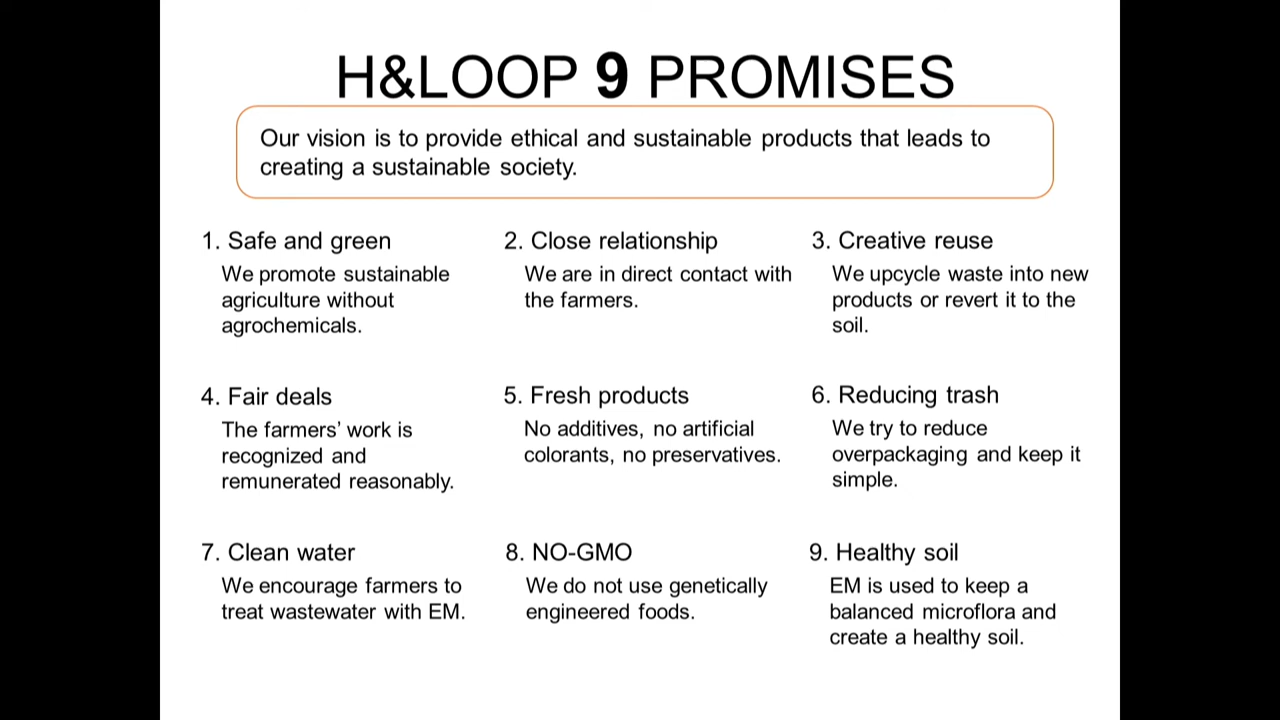 H&LOOP 9 PROMISES
Our vision is to provide ethical and sustainable products that leads to
creating a sustainable society.
1. Safe and green
We promote sustainable
agriculture without
agrochemicals.
2. Close relationship
We are in direct contact with
the farmers.
3. Creative reuse
We upcycle waste into new
products or revert it to the
soil.
4. Fair deals
The farmers’ work is
recognized and
remunerated reasonably.
5. Fresh products
No additives, no artificial
colorants, no preservatives.
6. Reducing trash
We try to reduce
overpackaging and keep it
simple.
7. Clean water
We encourage farmers to
treat wastewater with EM.
8. NO-GMO
We do not use genetically
engineered foods.
9. Healthy soil
EM is used to keep a
balanced microflora and
create a healthy soil.